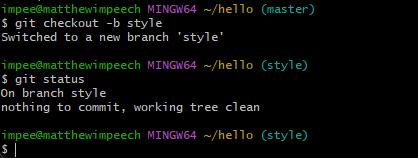 impee@matthewimpeech MINGW64 ~/hello (master)
$ git checkout -b style
Switched to a new branch 'style'
impee@matthewimpeech MINGW64 ~/hello (style)
$ git status
On branch style
nothing to commit, working tree clean
impee@matthewimpeech MINGW64 ~/hello (style)
$